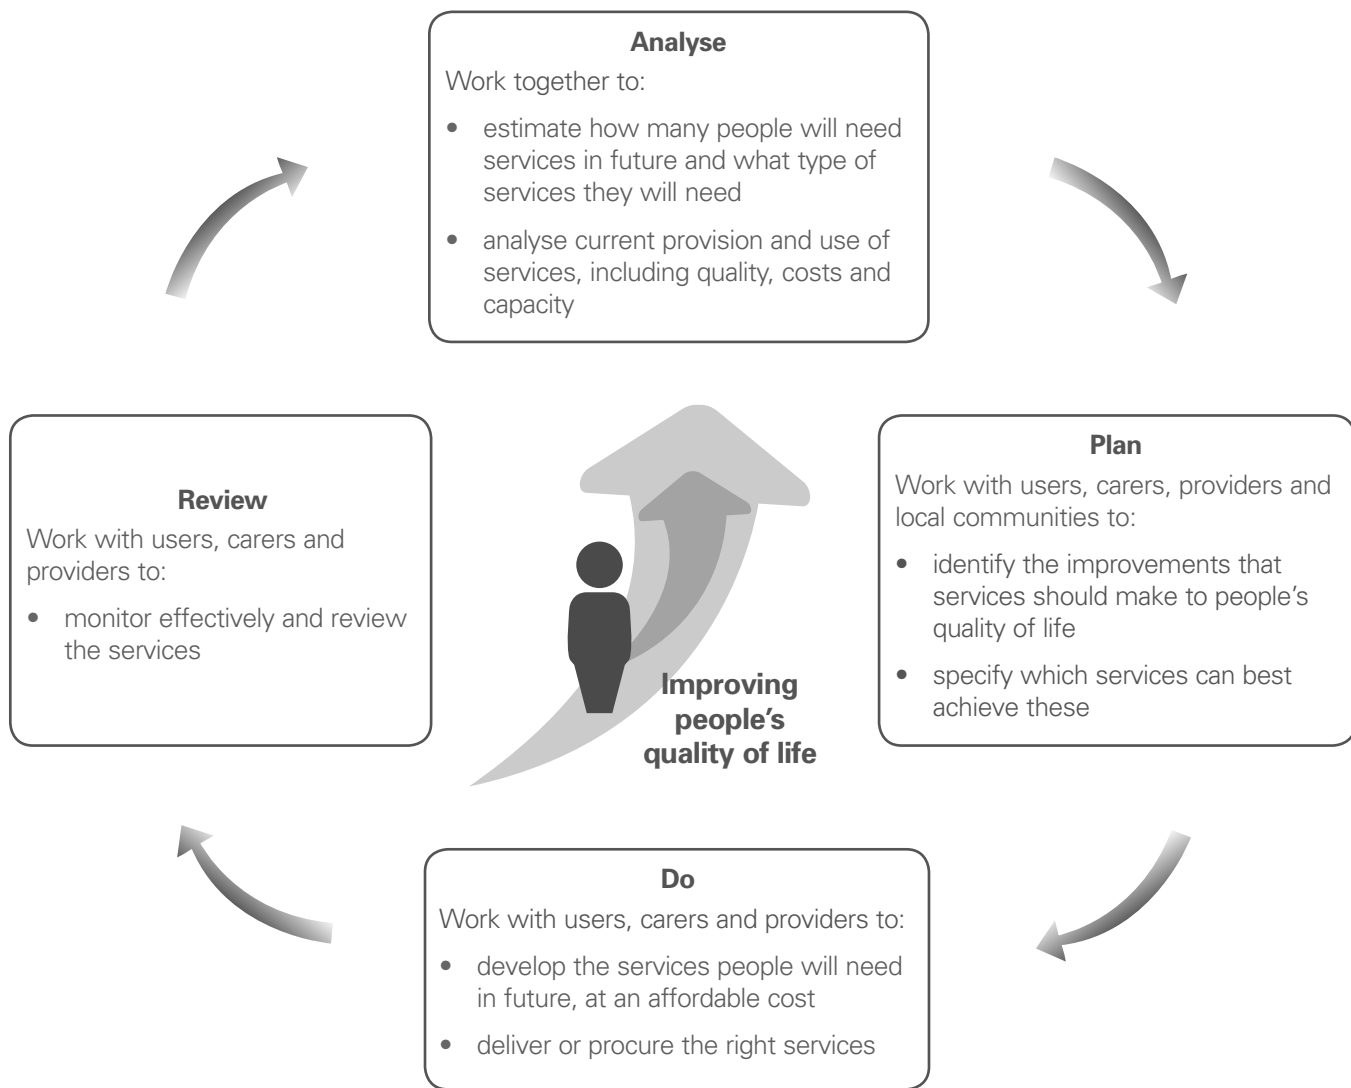 Analyse
Work together to:
• estimate how many people will need
services in future and what type of
services they will need
• analyse current provision and use of
services, including quality, costs and
capacity
Plan
Work with users, carers, providers and
local communities to:
• identify the improvements that
services should make to people’s
quality of life
• specify which services can best
achieve these
Do
Work with users, carers and providers to:
• develop the services people will need
in future, at an affordable cost
• deliver or procure the right services
Review
Work with users, carers and
providers to:
• monitor effectively and review
the services
Improving
people’s
quality of life